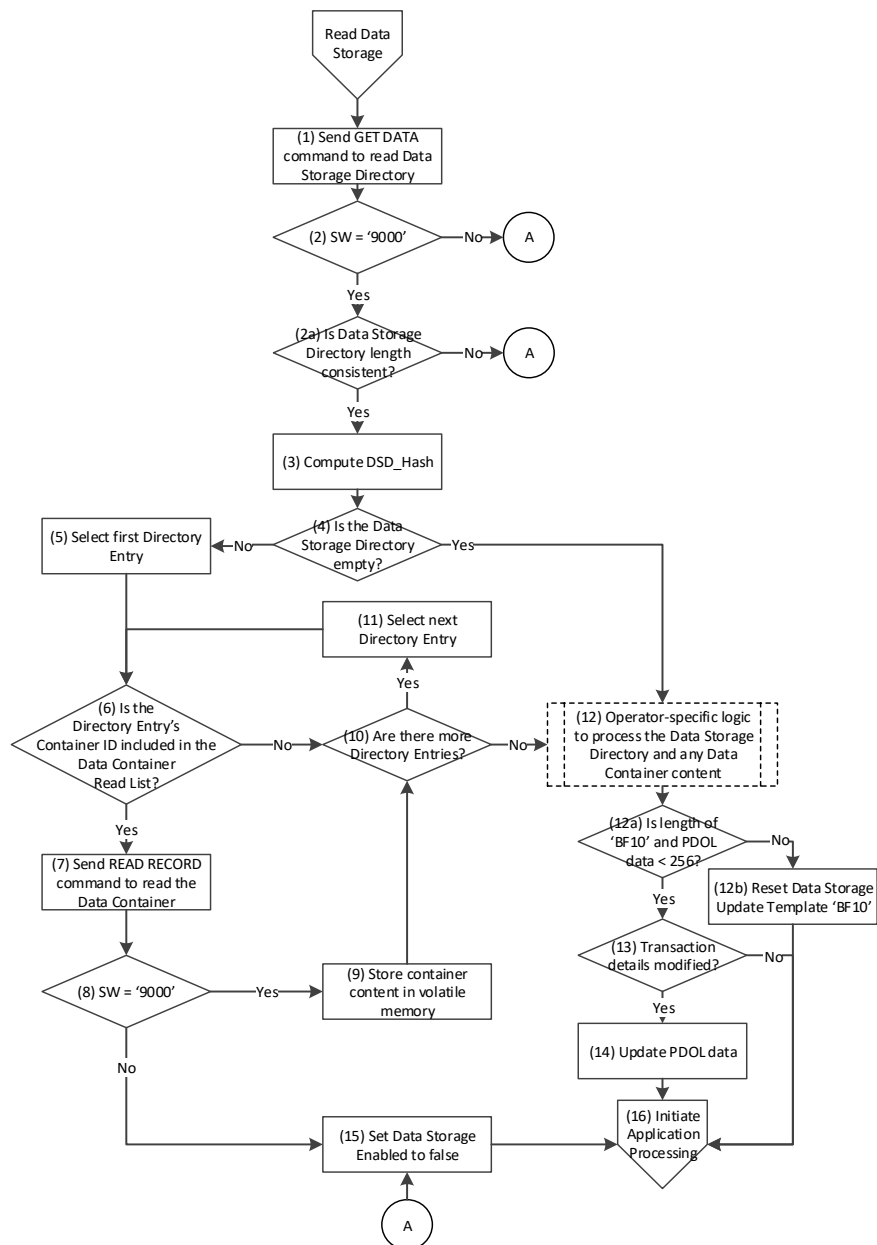 Read Data
Storage
(1) Send GET DATA
command to read Data
Storage Directory
(2) SW = ‘9000’
No
A
Yes
(2a) Is Data Storage
Directory length
consistent?
No
A
Yes
(3) Compute DSD_Hash
(4) Is the Data
Storage Directory
empty?
No
Yes
(5) Select first Directory
Entry
(11) Select next
Directory Entry
Yes
(6) Is the
Directory Entry’s
Container ID included in the
Data Container
Read List?
No
(10) Are there more
Directory Entries?
No
(12) Operator-specific logic
to process the Data Storage
Directory and any Data
Container content
Yes
(12a) Is length of
‘BF10’ and PDOL
data < 256?
No
(7) Send READ RECORD
command to read the
Data Container
(12b) Reset Data Storage
Update Template ‘BF10’
Yes
(13) Transaction
details modified?
No
(8) SW = ‘9000’
Yes
(9) Store container
content in volatile
memory
Yes
(14) Update PDOL data
No
(15) Set Data Storage
Enabled to false
(16) Initiate
Application
Processing
A